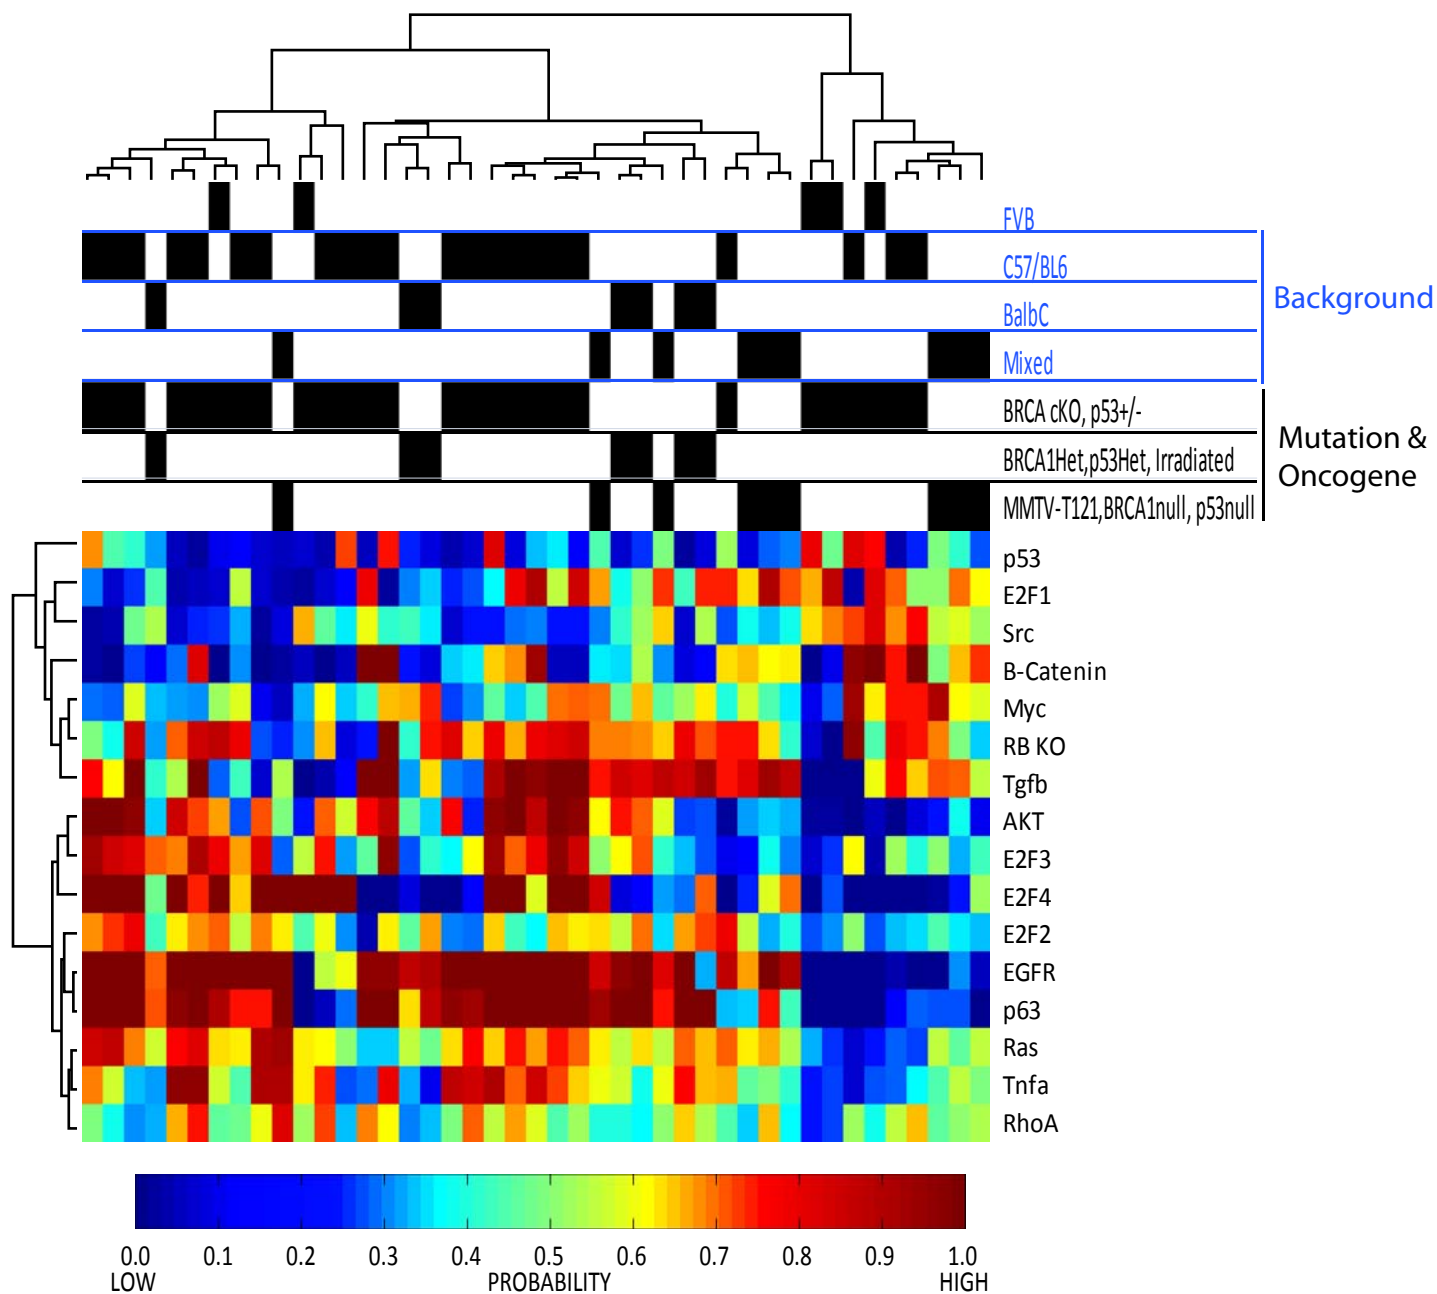 FVB
C57/BL6
BalbC
Mixed
Background
BRCA cKO, p53+/-
BRCA1Het,p53Het, Irradiated
MMTV-T121,BRCA1null, p53null
Mutation &
Oncogene
p53
E2F1
Src
B-Catenin
Myc
RB KO
Tgfb
AKT
E2F3
E2F4
E2F2
EGFR
p63
Ras
Tnfa
RhoA
0.0 0.1 0.2 0.3 0.4 0.5 0.6 0.7 0.8 0.9 1.0
LOW PROBABILITY HIGH